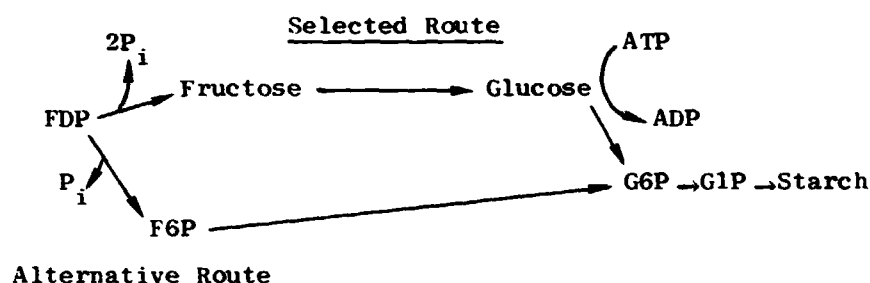 Selected Route
2Pi
ATP
Fructose → Glucose
FDP
ADP
Pi
G6P →G1P →Starch
F6P
Alternative Route